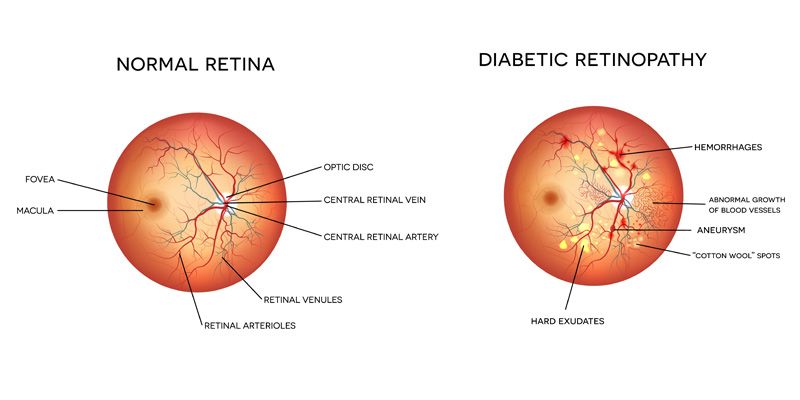 NORMAL RETINA
FOVEA
MACULA
OPTIC DISC
CENTRAL RETINAL VEIN
CENTRAL RETINAL ARTERY
RETINAL VENULES
RETINAL ARTERIOLES
DIABETIC RETINOPATHY
HEMORRHAGES
ABNORMAL GROWTH
OF BLOOD VESSELS
ANEURYSM
"COTTON WOOL" SPOTS
HARD EXUDATES